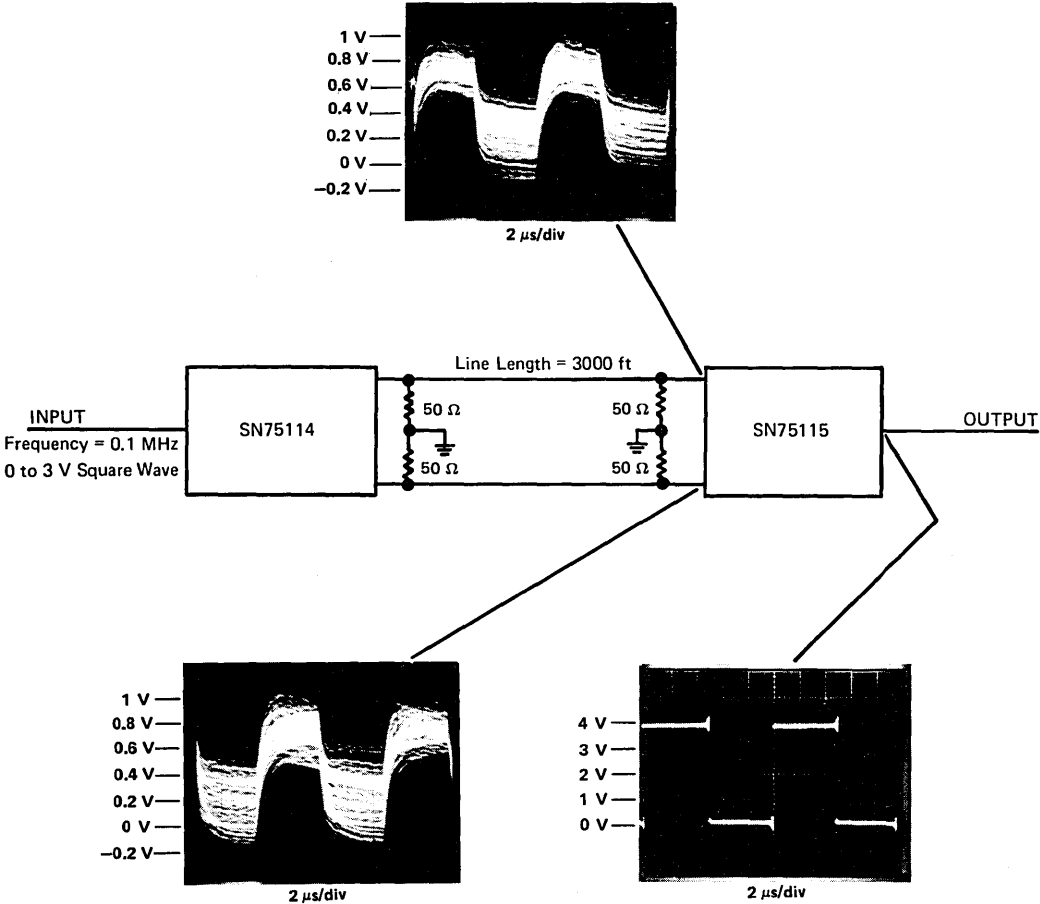 1 V
0.8 V
0.6 V
0.4 V
0.2 V
0 V
−0.2 V
2 μs/div
Line Length = 3000 ft
INPUT
Frequency = 0.1 MHz
0 to 3 V Square Wave
SN75114
50 Ω
50 Ω
50 Ω
50 Ω
SN75115
OUTPUT
1 V
0.8 V
0.6 V
0.4 V
0.2 V
0 V
−0.2 V
2 μs/div
4 V
3 V
2 V
1 V
0 V
2 μs/div